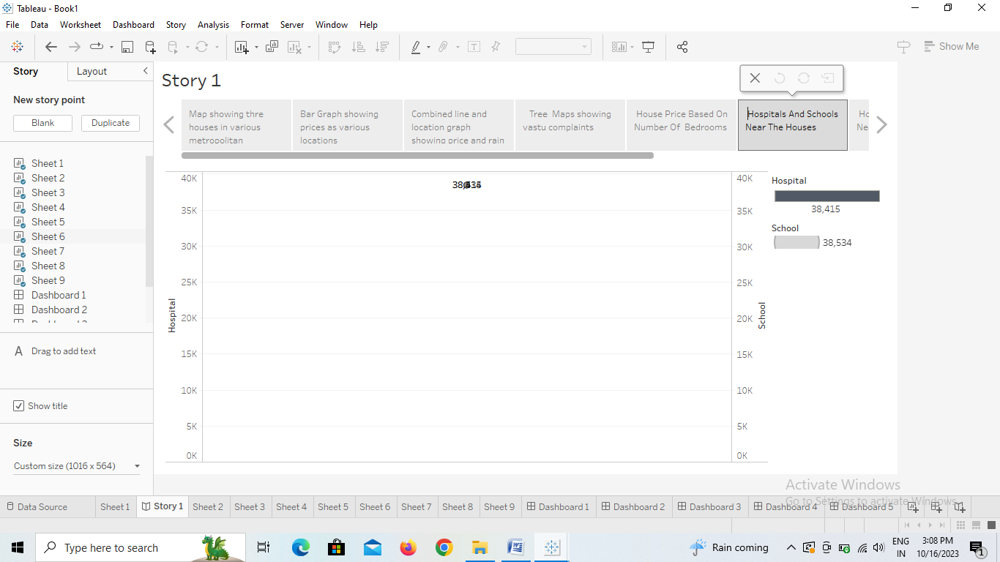 Tableau - Book1
File Data Worksheet Dashboard Story Analysis Format Server Window Help
Show Me
Story Layout
New story point
Blank Duplicate
Sheet 1
Sheet 2
Sheet 3
Sheet 4
Sheet 5
Sheet 6
Sheet 7
Sheet 8
Sheet 9
Dashboard 1
Dashboard 2
A Drag to add text
Show title
Size
Custom size (1016 x 564)
Story 1
Map showing thre
houses in various
metropolitan
Bar Graph showing
prices as various
locations
Combined line and
location graph
showing price and rain
Tree Maps showing
vastu complaints
House Price Based On
Number Of Bedrooms
Hospitals And Schools
Near The Houses
Ho
Ne
40K
35K
30K
25K
20K
15K
10K
5K
0K
Hospital
40K
35K
30K
25K
20K
15K
10K
5K
0K
School
Hospital
38,415
School
38,534
Activate Windows
Go to Settings to activate Windows.
Data Source Sheet 1 Story 1 Sheet 2 Sheet 3 Sheet 4 Sheet 5 Sheet 6 Sheet 7 Sheet 8 Sheet 9 Dashboard 1 Dashboard 2 Dashboard 3 Dashboard 4 Dashboard 5
Type here to search
Rain coming
ENG
IN
3:08 PM
10/16/2023
1